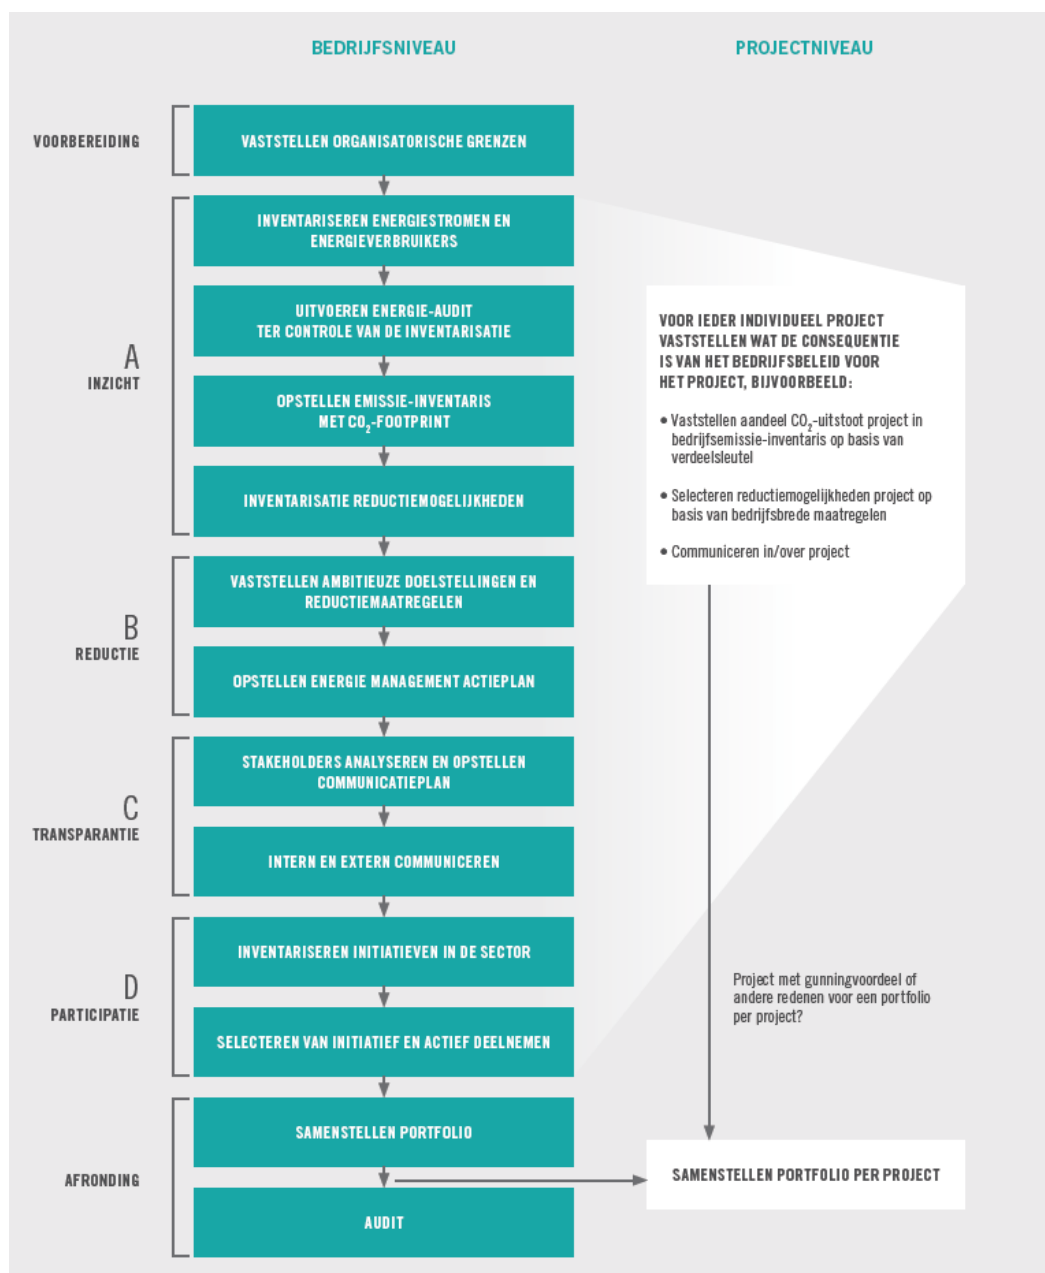 BEDRIJFSNIVEAU
PROJECTNIVEAU
VOORBEREIDING
VASTSTELLEN ORGANISATORISCHE GRENZEN
A
INZICHT
INVENTARISEREN ENERGIESTROMEN EN
ENERGIEVERBRUIKERS
UITVOEREN ENERGIE-AUDIT
TER CONTROLE VAN DE INVENTARISATIE
OPSTELLEN EMISSIE-INVENTARIS
MET CO₂-FOOTPRINT
INVENTARISATIE REDUCTIEMOGELIJKHEDEN
B
REDUCTIE
VASTSTELLEN AMBITIEUZE DOELSTELLINGEN EN
REDUCTIEMAATREGELEN
OPSTELLEN ENERGIE MANAGEMENT ACTIEPLAN
C
TRANSPARANTIE
STAKEHOLDERS ANALYSEREN EN OPSTELLEN
COMMUNICATIEPLAN
INTERN EN EXTERN COMMUNICEREN
D
PARTICIPATIE
INVENTARISEREN INITIATIEVEN IN DE SECTOR
SELECTEREN VAN INITIATIEF EN ACTIEF DEELNEMEN
AFRONDING
SAMENSTELLEN PORTFOLIO
AUDIT
VOOR IEDER INDIVIDUEEL PROJECT
VASTSTELLEN WAT DE CONSEQUENTIE
IS VAN HET BEDRIJFSBELEID VOOR
HET PROJECT, BIJVOORBEELD:
• Vaststellen aandeel CO₂-uitstoot project in
bedrijfsemissie-inventaris op basis van
verdeelsleutel
• Selecteren reductiemogelijkheden project op
basis van bedrijfsbrede maatregelen
• Communiceren in/over project
Project met gunningvoordeel of
andere redenen voor een portfolio
per project?
SAMENSTELLEN PORTFOLIO PER PROJECT